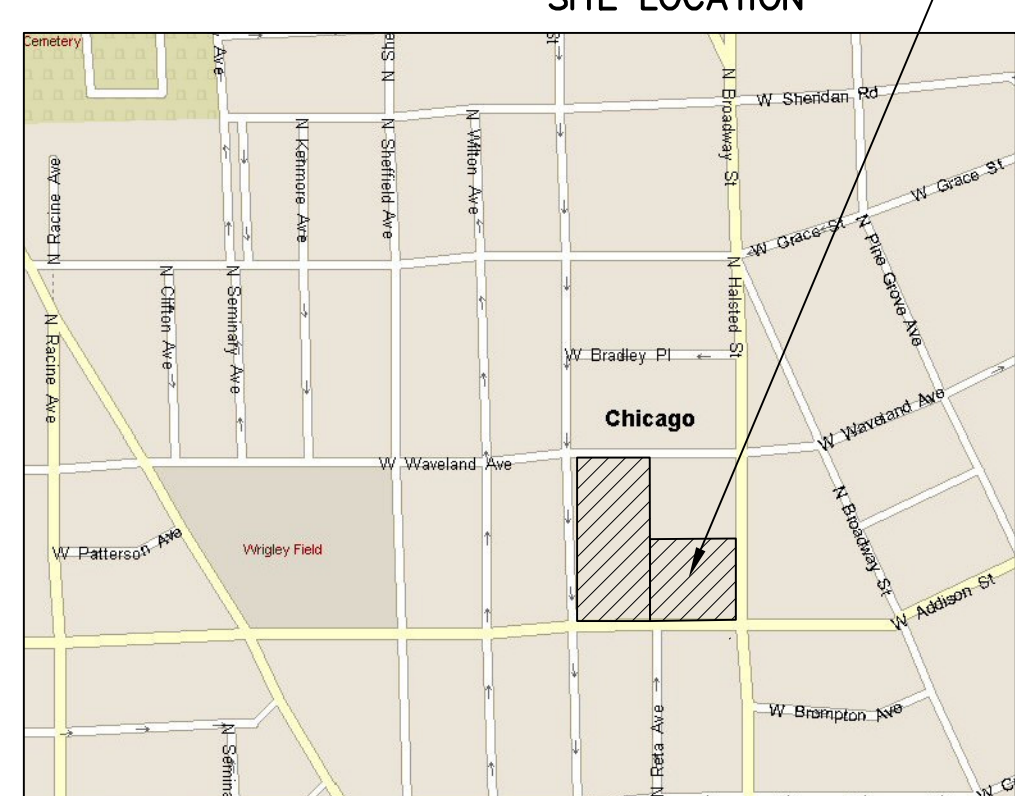 SITE LOCATION
Cemetery
Ave
N She
St
N Broadway St
W Sheridan Rd
N Racine Ave
N Kenmore Ave
N Sheffield Ave
N Wilton Ave
W Grace St
W Grace St
N Pine Grove Ave
N Clifton Ave
N Seminary Ave
N Halsted St
N Racine Ave
W Bradley Pl
Chicago
W Waveland Ave
W Waveland Ave
N Broadway St
W Patterson Ave
Wrigley Field
W Addison St
W Brompton Ave
N Semina
N Reta Ave
W C